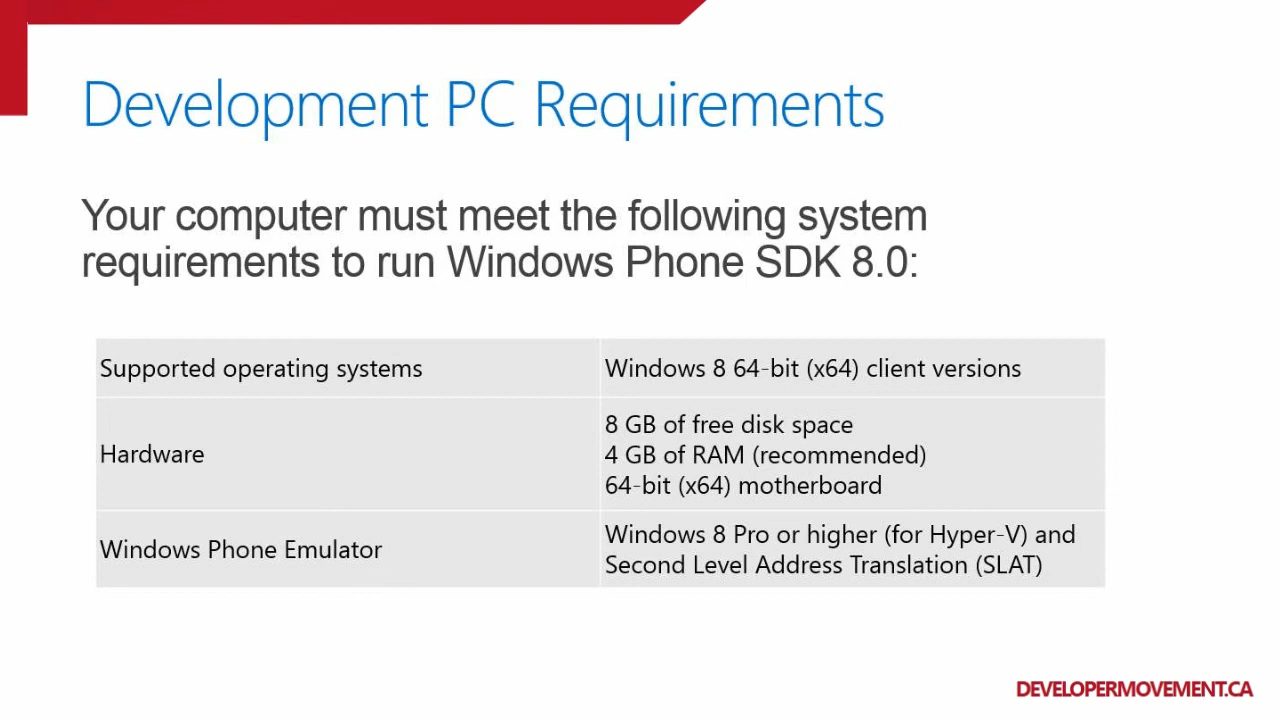 Development PC Requirements
Your computer must meet the following system
requirements to run Windows Phone SDK 8.0:
Supported operating systems
Windows 8 64-bit (x64) client versions
Hardware
8 GB of free disk space
4 GB of RAM (recommended)
64-bit (x64) motherboard
Windows Phone Emulator
Windows 8 Pro or higher (for Hyper-V) and
Second Level Address Translation (SLAT)
DEVELOPERMOVEMENT.CA